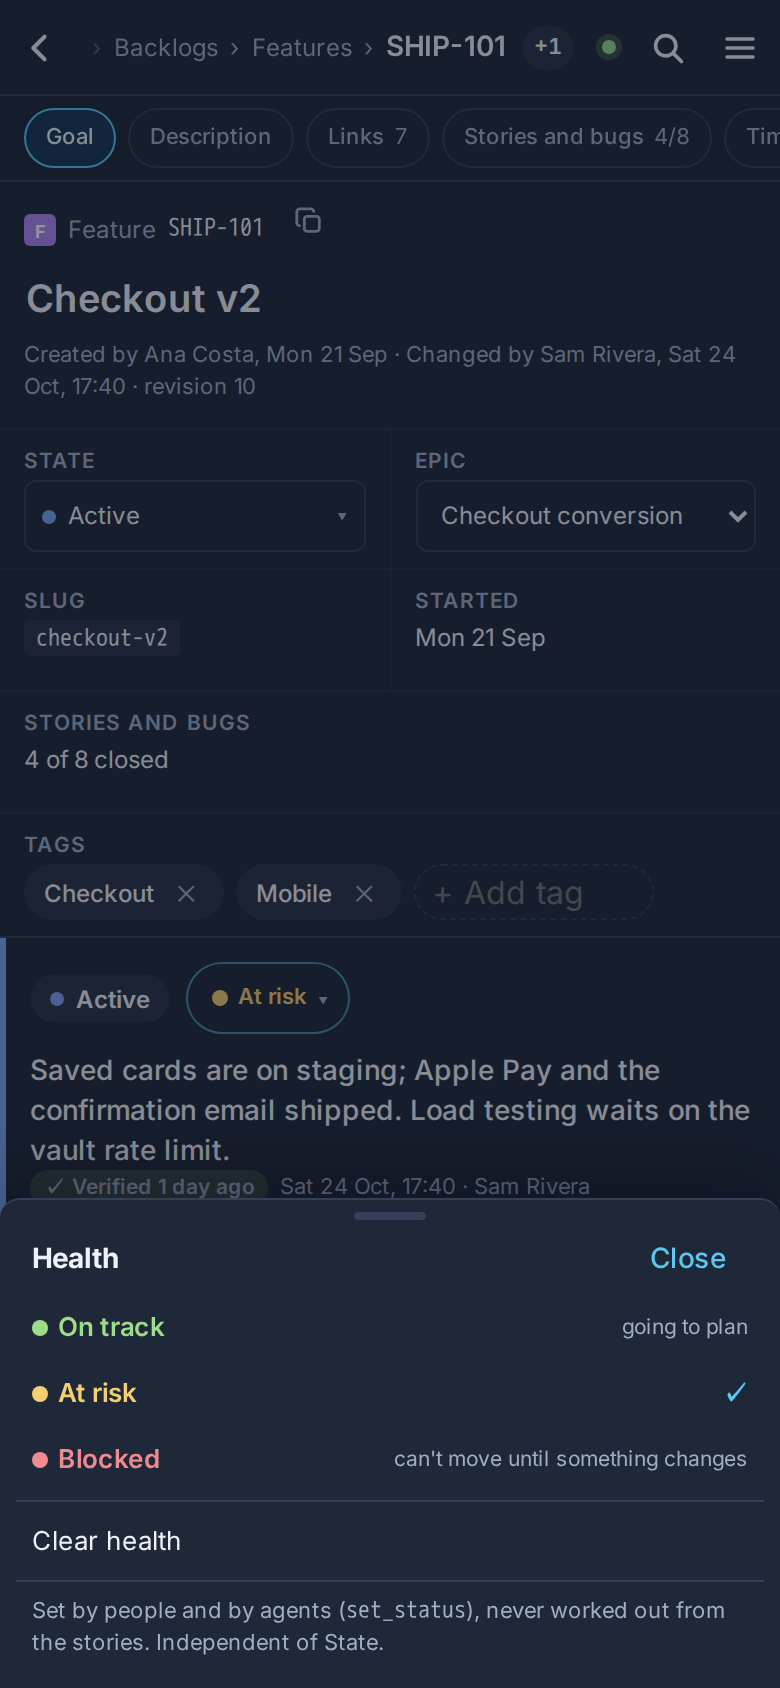 › Backlogs › Features › SHIP-101 +1
Goal Description Links 7 Stories and bugs 4/8 Tim
F Feature SHIP-101
Checkout v2
Created by Ana Costa, Mon 21 Sep · Changed by Sam Rivera, Sat 24
Oct, 17:40 · revision 10
STATE EPIC
Active ▾ Checkout conversion
SLUG STARTED
checkout-v2 Mon 21 Sep
STORIES AND BUGS
4 of 8 closed
TAGS
Checkout × Mobile × + Add tag
Active At risk ▾
Saved cards are on staging; Apple Pay and the
confirmation email shipped. Load testing waits on the
vault rate limit.
✓ Verified 1 day ago Sat 24 Oct, 17:40 · Sam Rivera
Health Close
On track going to plan
At risk ✓
Blocked can't move until something changes
Clear health
Set by people and by agents (set_status), never worked out from
the stories. Independent of State.